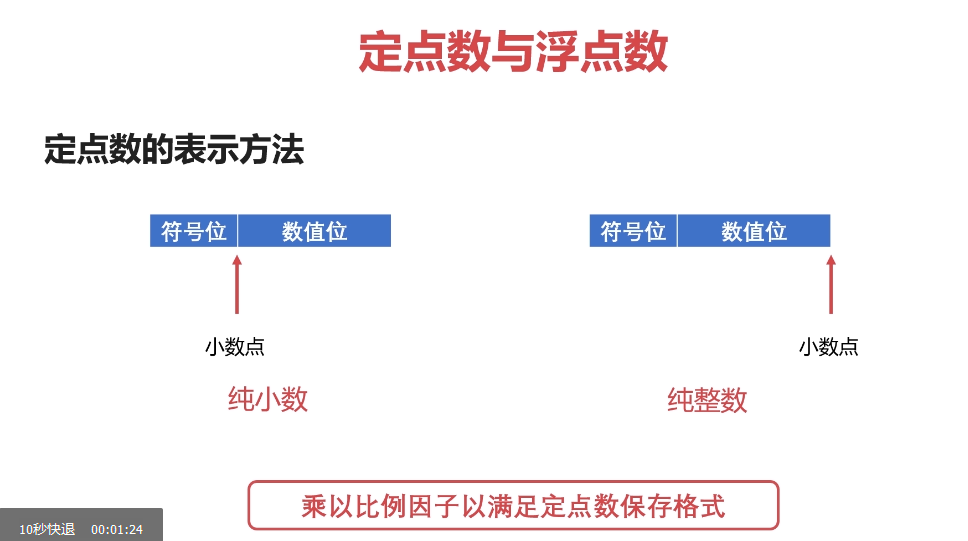 定点数与浮点数
定点数的表示方法
符号位 数值位
符号位 数值位
小数点
小数点
纯小数
纯整数
乘以比例因子以满足定点数保存格式
10秒快退 00:01:24